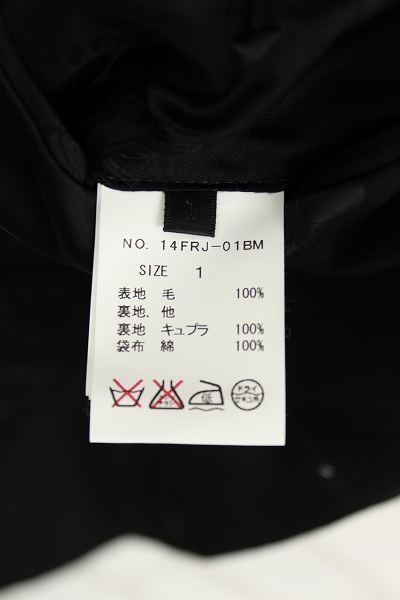 1
NO. 14FRJ-01BM
SIZE 1
表地 毛 100%
裏地.他
裏地 キュプラ 100%
袋布 綿 100%
低 ドライ